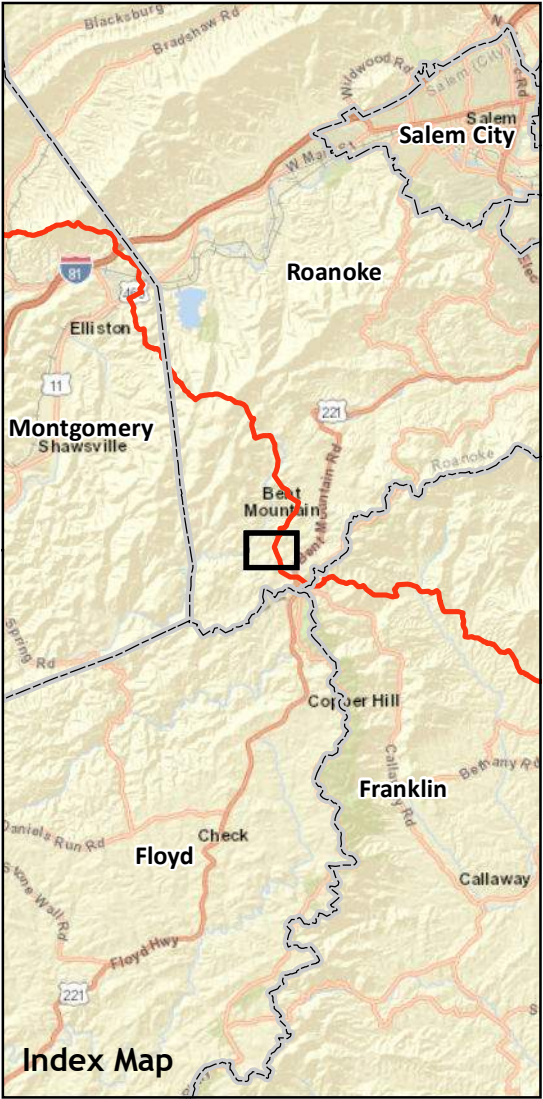 Blacksburg
Bradshaw Rd
N
Wildwood Rd
Salem (City)
c Rd
Salem
Salem City
W Main St
Roanoke
Elec
81
460
Elliston
11
Montgomery
Shawsville
221
Roanoke
Bent Mountain Rd
Bent
Mountain
Spring Rd
Copper Hill
Callaway Rd
Bethany Rd
Franklin
Daniels Run Rd
Check
Floyd
Stone Wall Rd
Callaway
Floyd Hwy
221
S
Index Map